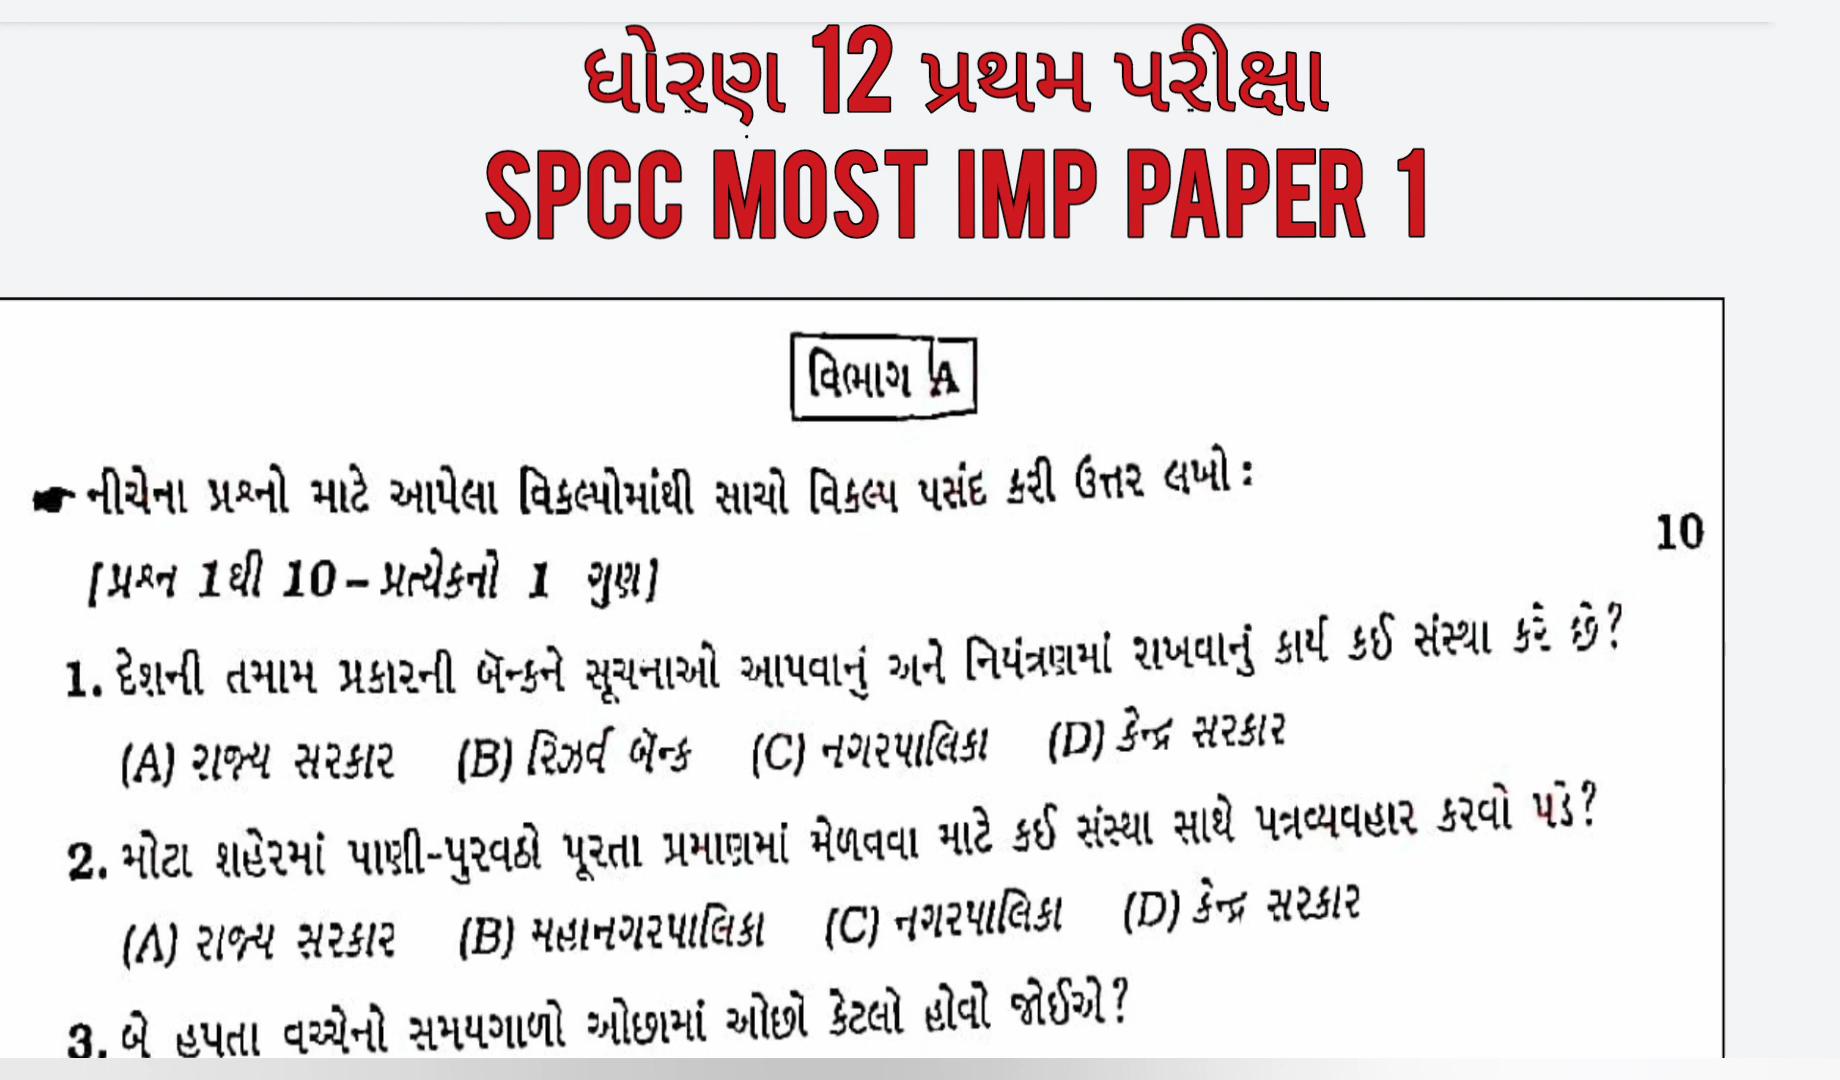 ધોરણ 12 પ્રથમ પરીક્ષા
SPCC MOST IMP PAPER 1
વિભાગ A
નીચેના પ્રશ્નો માટે આપેલા વિકલ્પોમાંથી સાચો વિકલ્પ પસંદ કરી ઉત્તર લખો :
10
[પ્રશ્ન 1થી 10 – પ્રત્યેકનો 1 ગુણ]
1. દેશની તમામ પ્રકારની બૅન્કને સૂચનાઓ આપવાનું અને નિયંત્રણમાં રાખવાનું કાર્ય કઈ સંસ્થા કરે છે?
(A) રાજ્ય સરકાર (B) રિઝર્વ બૅન્ક (C) નગરપાલિકા (D) કેન્દ્ર સરકાર
2. મોટા શહેરમાં પાણી-પુરવઠો પૂરતા પ્રમાણમાં મેળવવા માટે કઈ સંસ્થા સાથે પત્રવ્યવહાર કરવો પડે?
(A) રાજ્ય સરકાર (B) મહાનગરપાલિકા (C) નગરપાલિકા (D) કેન્દ્ર સરકાર
3. બે હપતા વચ્ચેનો સમયગાળો ઓછામાં ઓછો કેટલો હોવો જોઈએ?